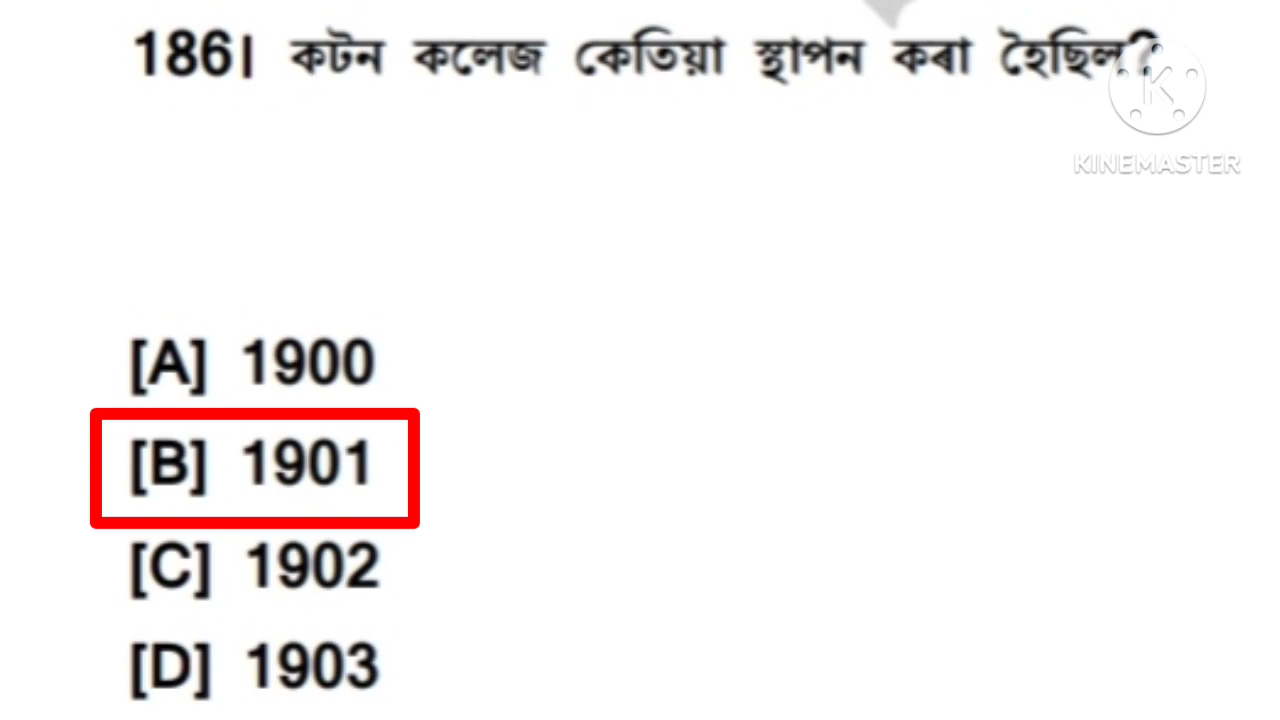 186। কটন কলেজ কেতিয়া স্থাপন কৰা হৈছিল?
KINEMASTER
[A] 1900
[B] 1901
[C] 1902
[D] 1903